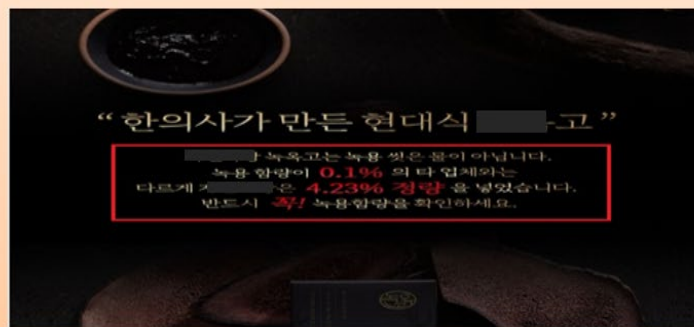 “한의사가 만든 현대식 고”
녹옥고는 녹용 씻은 물이 아닙니다.
녹용 함량이 0.1% 의 타 업체와는
다르게 은 4.23% 정량 을 넣었습니다.
반드시 꼭! 녹용함량을 확인하세요.